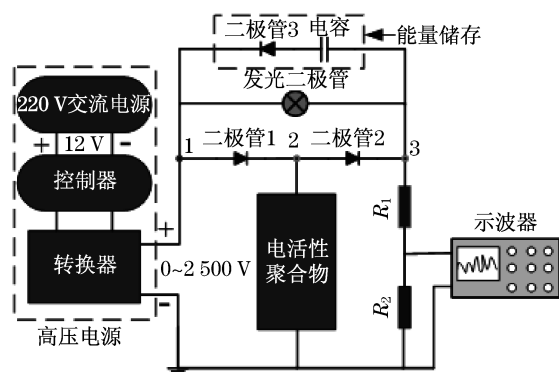 二极管3 电容
能量储存
发光二极管
220 V交流电源
+ 12 V -
控制器
转换器
+
0~2 500 V
-
高压电源
1 二极管1 2 二极管2 3
电活性
聚合物
R₁
R₂
示波器